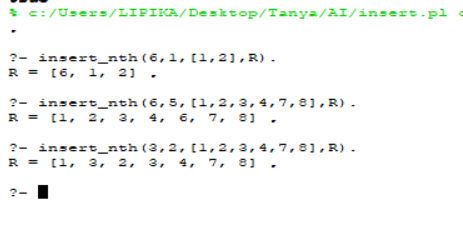 % c:/Users/LIPIKA/Desktop/Tanya/AI/insert.pl c
.
?- insert_nth(6,1,[1,2],R).
R = [6, 1, 2] .
?- insert_nth(6,5,[1,2,3,4,7,8],R).
R = [1, 2, 3, 4, 6, 7, 8] .
?- insert_nth(3,2,[1,2,3,4,7,8],R).
R = [1, 3, 2, 3, 4, 7, 8] .
?-